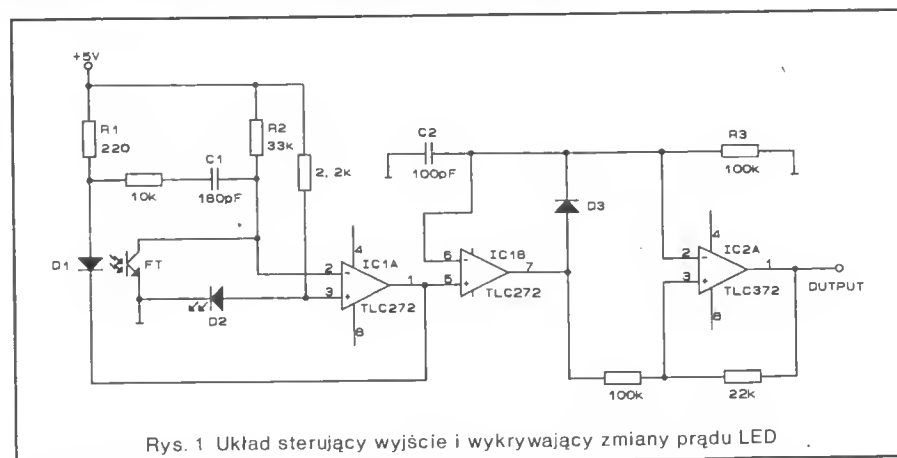 +5V
R1
220
10k
C1
180pF
R2
33k
2,2k
D1
FT
D2
2
3
4
8
1
IC1A
TLC272
C2
100pF
6
5
7
IC1B
TLC272
D3
R3
100k
2
3
4
8
1
IC2A
TLC372
OUTPUT
100k
22k
Rys. 1 Układ sterujący wyjście i wykrywający zmiany prądu LED